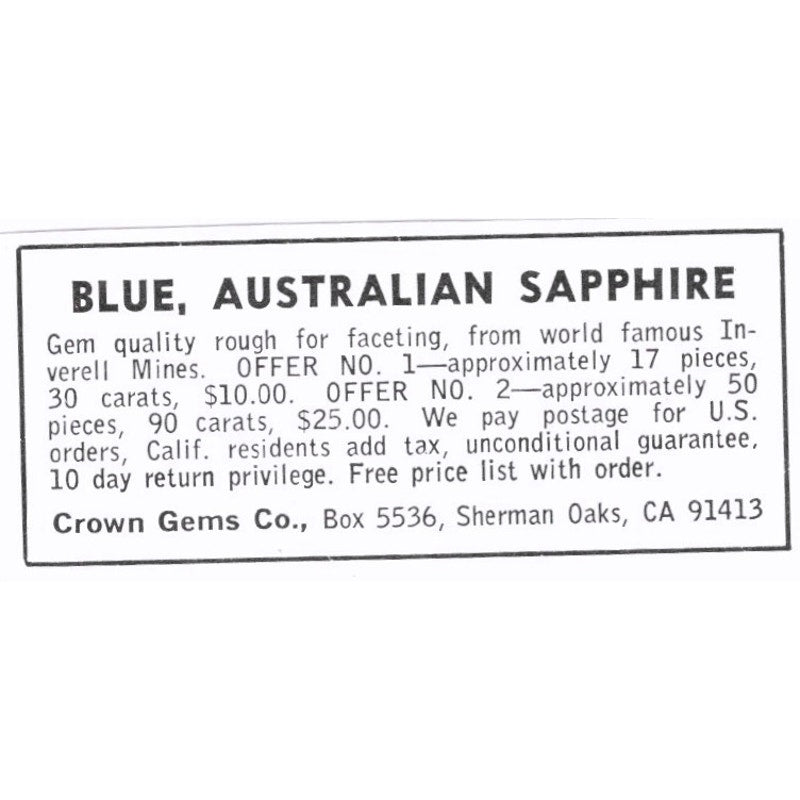 BLUE, AUSTRALIAN SAPPHIRE
Gem quality rough for faceting, from world famous In-
verell Mines. OFFER NO. 1—approximately 17 pieces,
30 carats, $10.00. OFFER NO. 2—approximately 50
pieces, 90 carats, $25.00. We pay postage for U.S.
orders, Calif. residents add tax, unconditional guarantee,
10 day return privilege. Free price list with order.
Crown Gems Co., Box 5536, Sherman Oaks, CA 91413